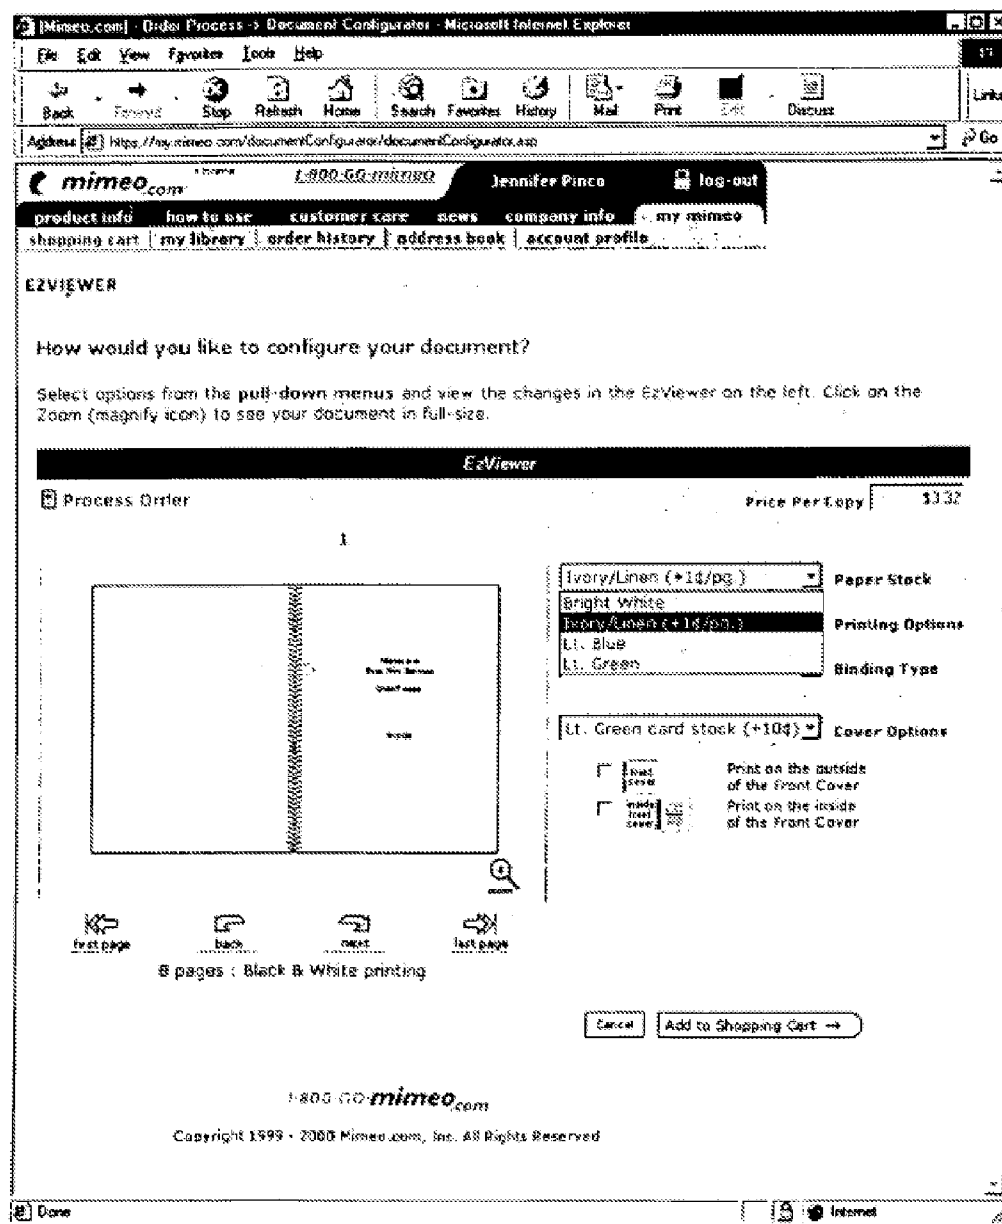 [Mimeo.com] - Order Process -> Document Configurator - Microsoft Internet Explorer
File Edit View Favorites Tools Help
Back Forward Stop Refresh Home Search Favorites History Mail Print Edit Discuss Links
Address https://my.mimeo.com/documentConfigurator/documentConfigurator.asp Go
mimeo.com home 1-800-GO-mimeo Jennifer Pinco log-out
product info how to use customer care news company info my mimeo
shopping cart my library order history address book account profile
EZVIEWER
How would you like to configure your document?
Select options from the pull-down menus and view the changes in the EzViewer on the left. Click on the
Zoom (magnify icon) to see your document in full-size.
EzViewer
Process Order Price Per Copy $3.32
1
Ivory/Linen (+1¢/pg.) Paper Stock
Bright White
Ivory/Linen (+1¢/pg.) Printing Options
Lt. Blue
Lt. Green Binding Type
Lt. Green card stock (+10¢) Cover Options
front cover Print on the outside
of the Front Cover
inside front cover Print on the inside
of the Front Cover
first page back next last page
8 pages : Black & White printing
Cancel Add to Shopping Cart →
1-800-GO-mimeo.com
Copyright 1999 - 2000 Mimeo.com, Inc. All Rights Reserved
Done Internet